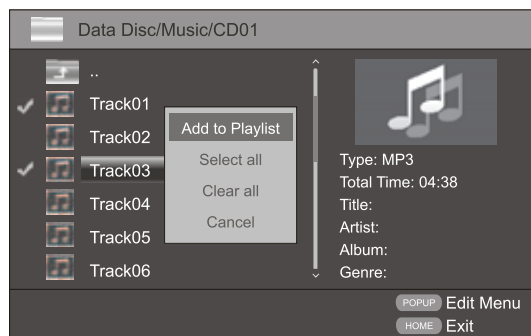 Data Disc/Music/CD01
..
Track01
Track02
Track03
Track04
Track05
Track06
Add to Playlist
Select all
Clear all
Cancel
Type: MP3
Total Time: 04:38
Title:
Artist:
Album:
Genre:
POPUP Edit Menu
HOME Exit